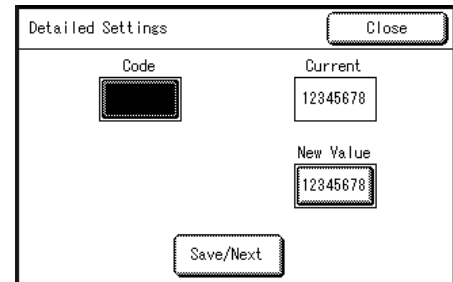 Detailed Settings
Close
Code
Current
12345678
New Value
12345678
Save/Next